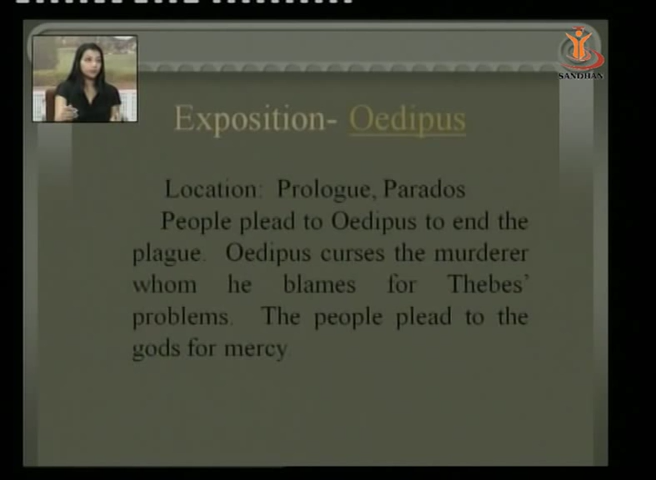 SANDHAN
Exposition- Oedipus
Location: Prologue, Parados
People plead to Oedipus to end the
plague. Oedipus curses the murderer
whom he blames for Thebes'
problems. The people plead to the
gods for mercy